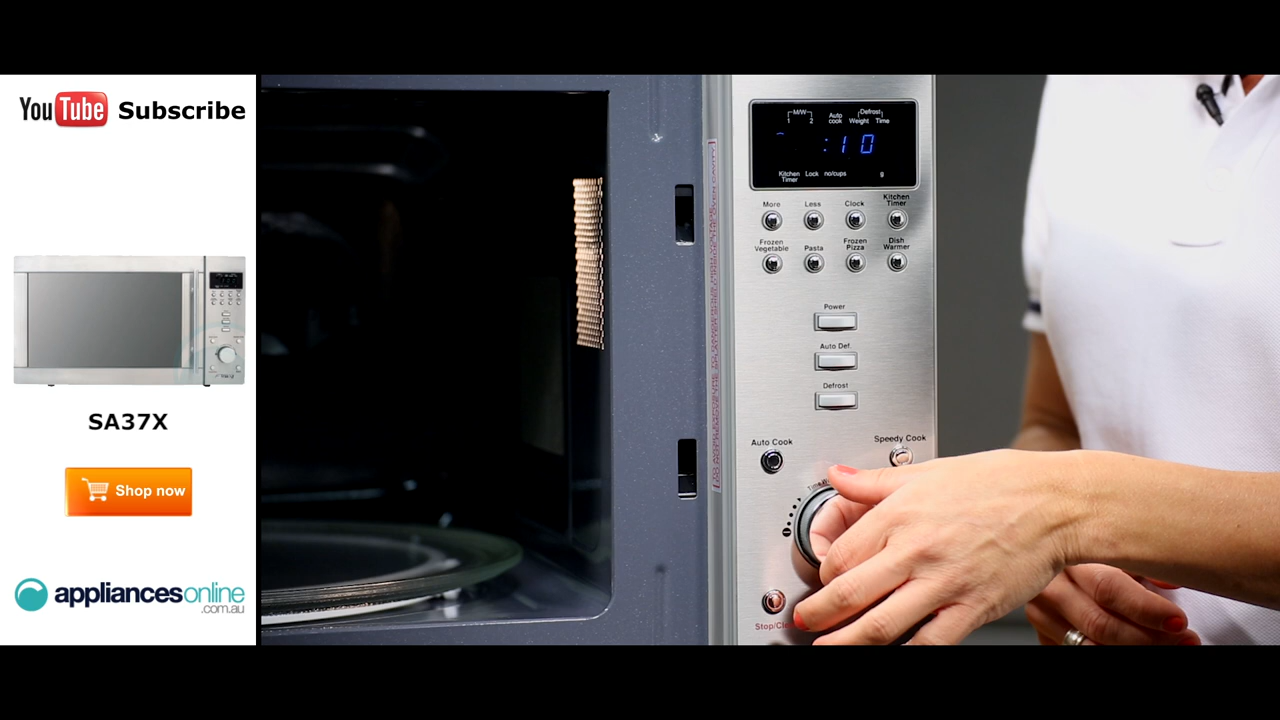 YouTube Subscribe
SA37X
Shop now
appliancesonline
.com.au
M/W
1 2
Auto
cook
Defrost
Weight Time
:10
Kitchen
Timer
Lock
no/cups
g
More
Less
Clock
Kitchen
Timer
Frozen
Vegetable
Pasta
Frozen
Pizza
Dish
Warmer
Power
Auto Def.
Defrost
Auto Cook
Speedy Cook
Stop/Cle